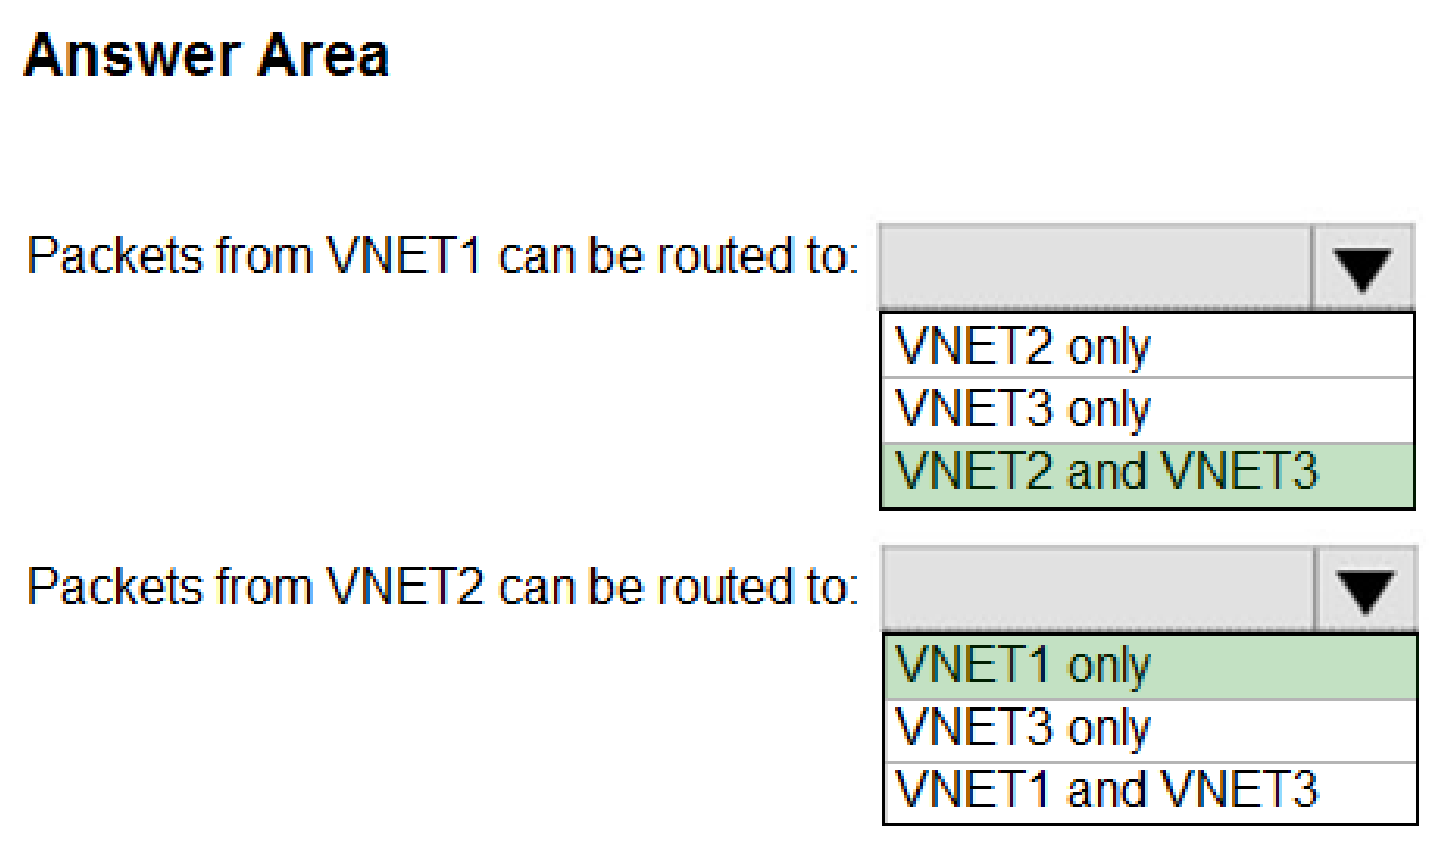 Answer Area
Packets from VNET1 can be routed to:
VNET2 only
VNET3 only
VNET2 and VNET3
Packets from VNET2 can be routed to:
VNET1 only
VNET3 only
VNET1 and VNET3